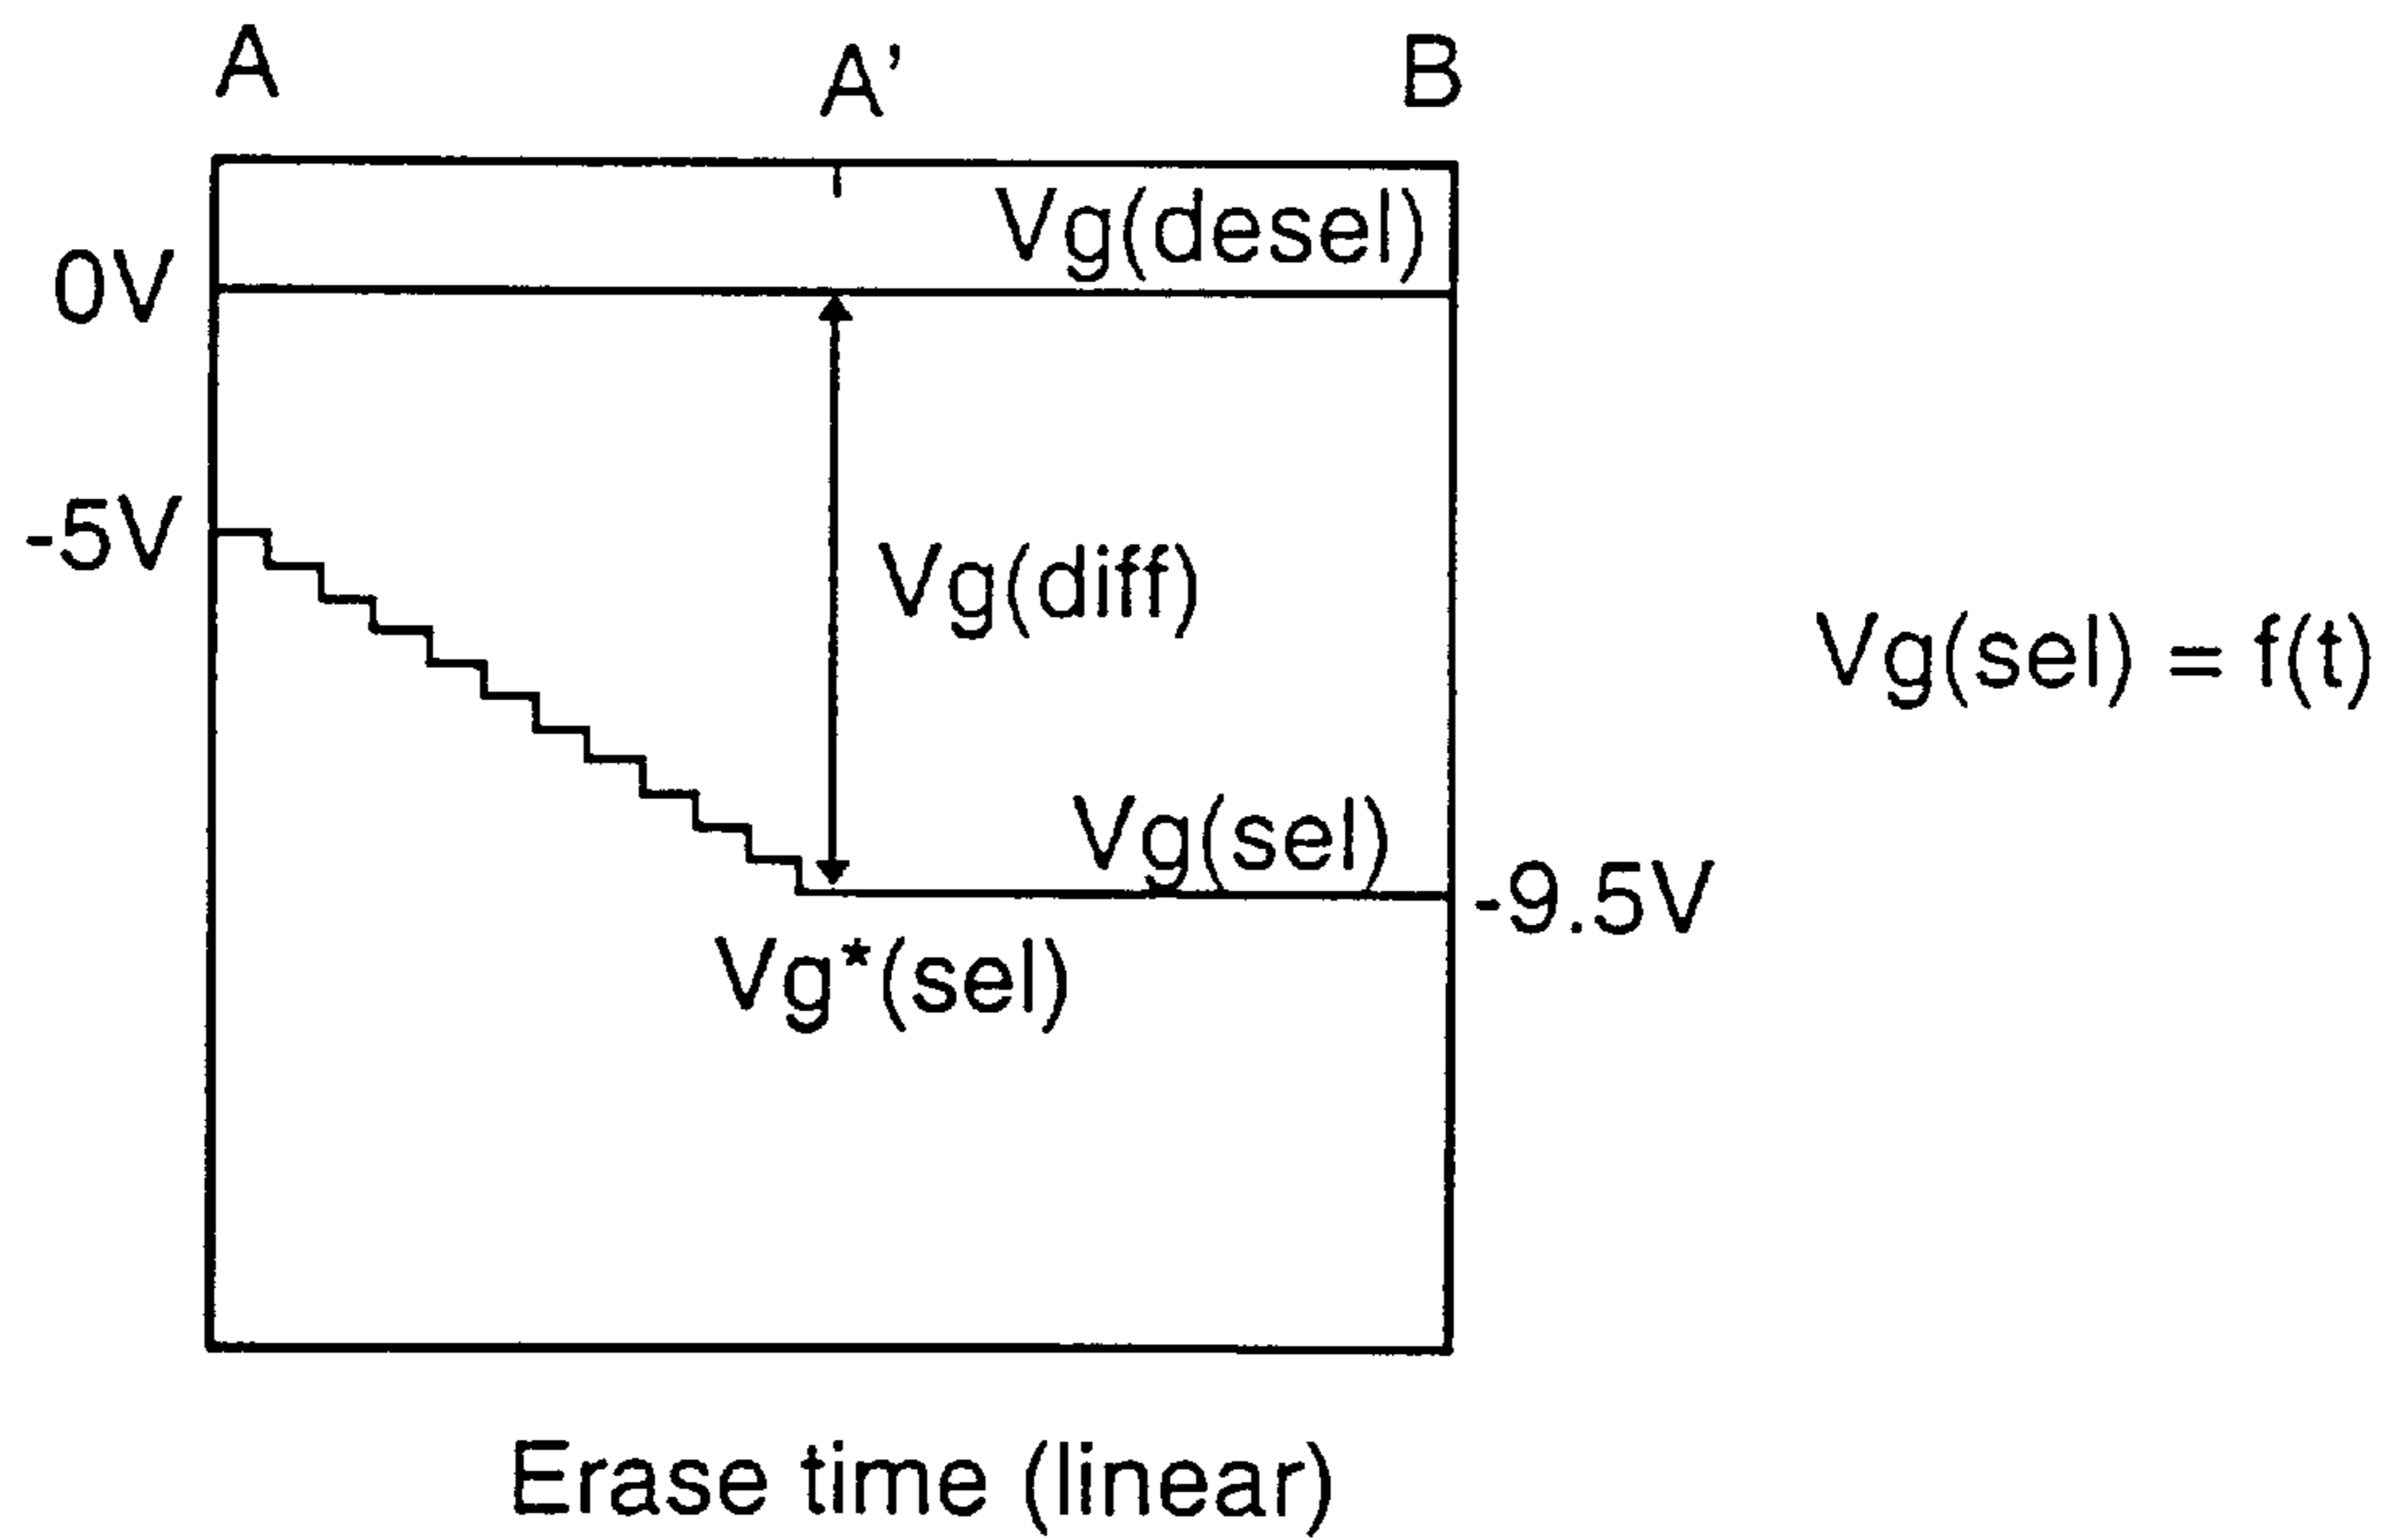 A
A’
B
Vg(desel)
0V
-5V
Vg(diff)
Vg(sel) = f(t)
Vg(sel)
-9.5V
Vg*(sel)
Erase time (linear)